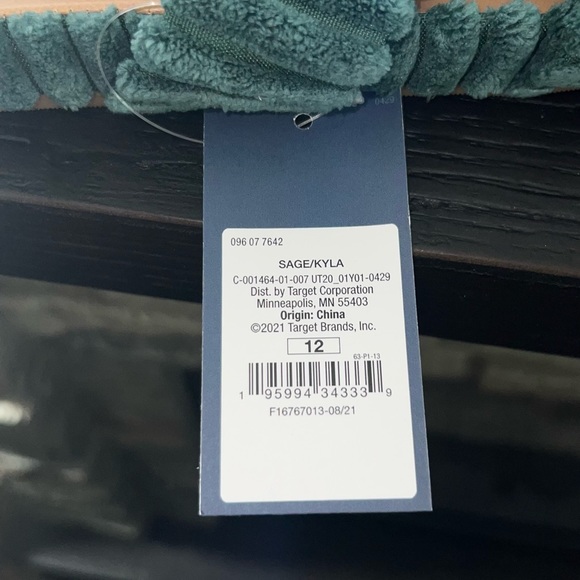 096 07 7642
SAGE/KYLA
C-001464-01-007 UT20_01Y01-0429
Dist. by Target Corporation
Minneapolis, MN 55403
Origin: China
©2021 Target Brands, Inc.
12
63-P1-13
1 95994 34333 9
F16767013-08/21